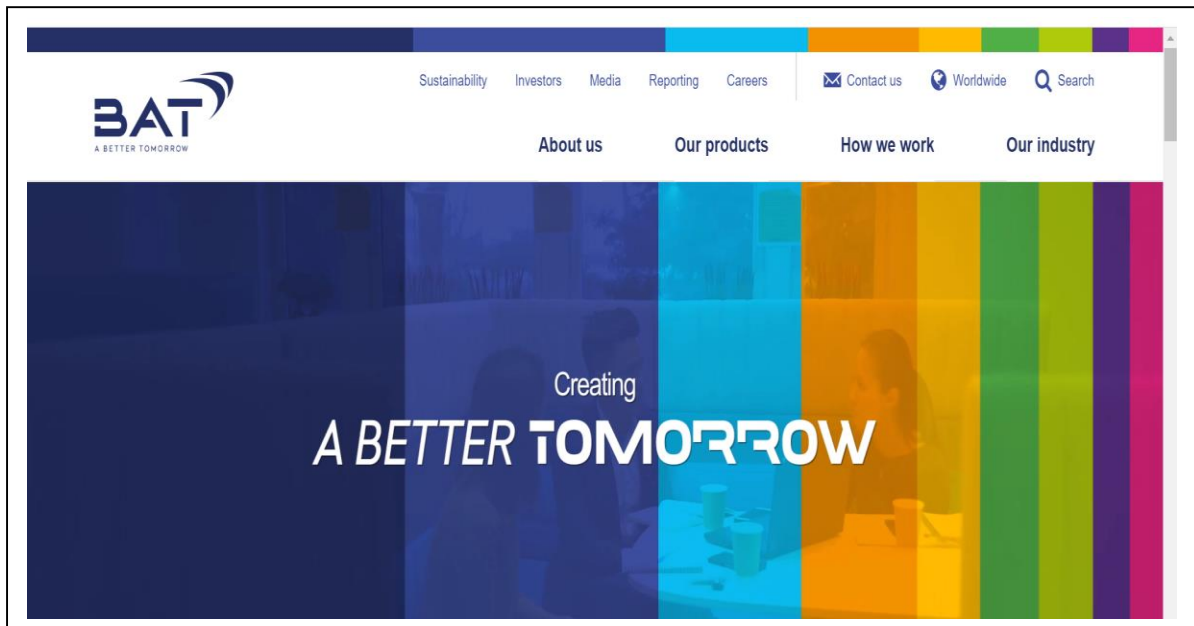 Sustainability Investors Media Reporting Careers Contact us Worldwide Search
BAT
A BETTER TOMORROW
About us Our products How we work Our industry
Creating
A BETTER TOMORROW